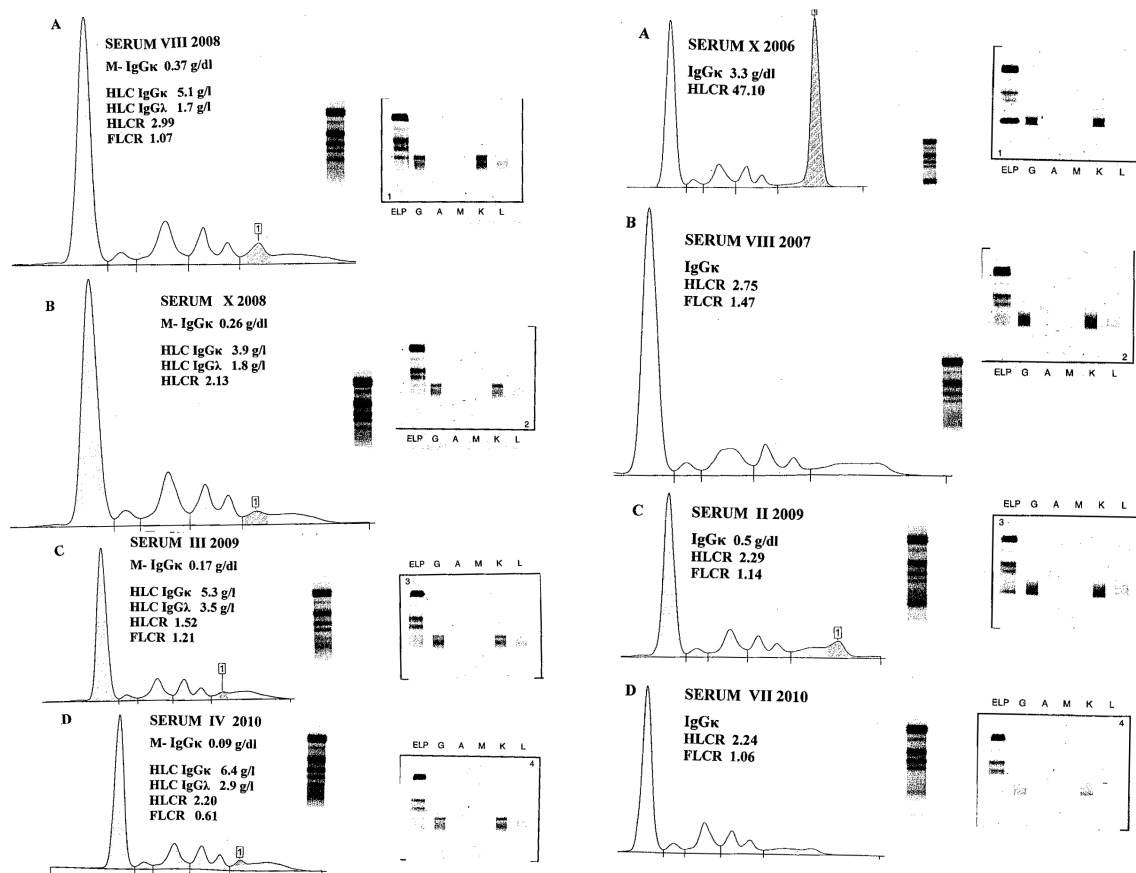 A
SERUM VIII 2008
M- IgGκ 0.37 g/dl
HLC IgGκ 5.1 g/l
HLC IgGλ 1.7 g/l
HLCR 2.99
FLCR 1.07
1
1
ELP G A M K L
B
SERUM X 2008
M- IgGκ 0.26 g/dl
HLC IgGκ 3.9 g/l
HLC IgGλ 1.8 g/l
HLCR 2.13
1
2
ELP G A M K L
C
SERUM III 2009
M- IgGκ 0.17 g/dl
HLC IgGκ 5.3 g/l
HLC IgGλ 3.5 g/l
HLCR 1.52
FLCR 1.21
1
ELP G A M K L
3
D
SERUM IV 2010
M- IgGκ 0.09 g/dl
HLC IgGκ 6.4 g/l
HLC IgGλ 2.9 g/l
HLCR 2.20
FLCR 0.61
1
ELP G A M K L
4
A
SERUM X 2006
IgGκ 3.3 g/dl
HLCR 47.10
1
ELP G A M K L
B
SERUM VIII 2007
IgGκ
HLCR 2.75
FLCR 1.47
2
ELP G A M K L
C
SERUM II 2009
IgGκ 0.5 g/dl
HLCR 2.29
FLCR 1.14
1
ELP G A M K L
3
D
SERUM VII 2010
IgGκ
HLCR 2.24
FLCR 1.06
ELP G A M K L
4